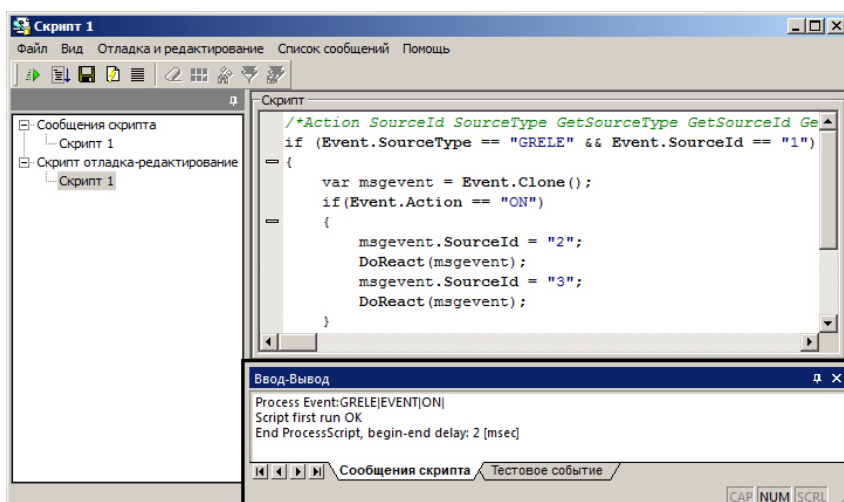 Скрипт 1
Файл Вид Отладка и редактирование Список сообщений Помощь
Сообщения скрипта
Скрипт 1
Скрипт отладка-редактирование
Скрипт 1
Скрипт
/*Action SourceId SourceType GetSourceType GetSourceId Ge
if (Event.SourceType == "GRELE" && Event.SourceId == "1")
{
var msgevent = Event.Clone();
if(Event.Action == "ON")
{
msgevent.SourceId = "2";
DoReact(msgevent);
msgevent.SourceId = "3";
DoReact(msgevent);
}
Ввод-Вывод
Process Event:GRELE|EVENT|ON|
Script first run OK
End ProcessScript, begin-end delay: 2 [msec]
Сообщения скрипта Тестовое событие
CAP NUM SCRL